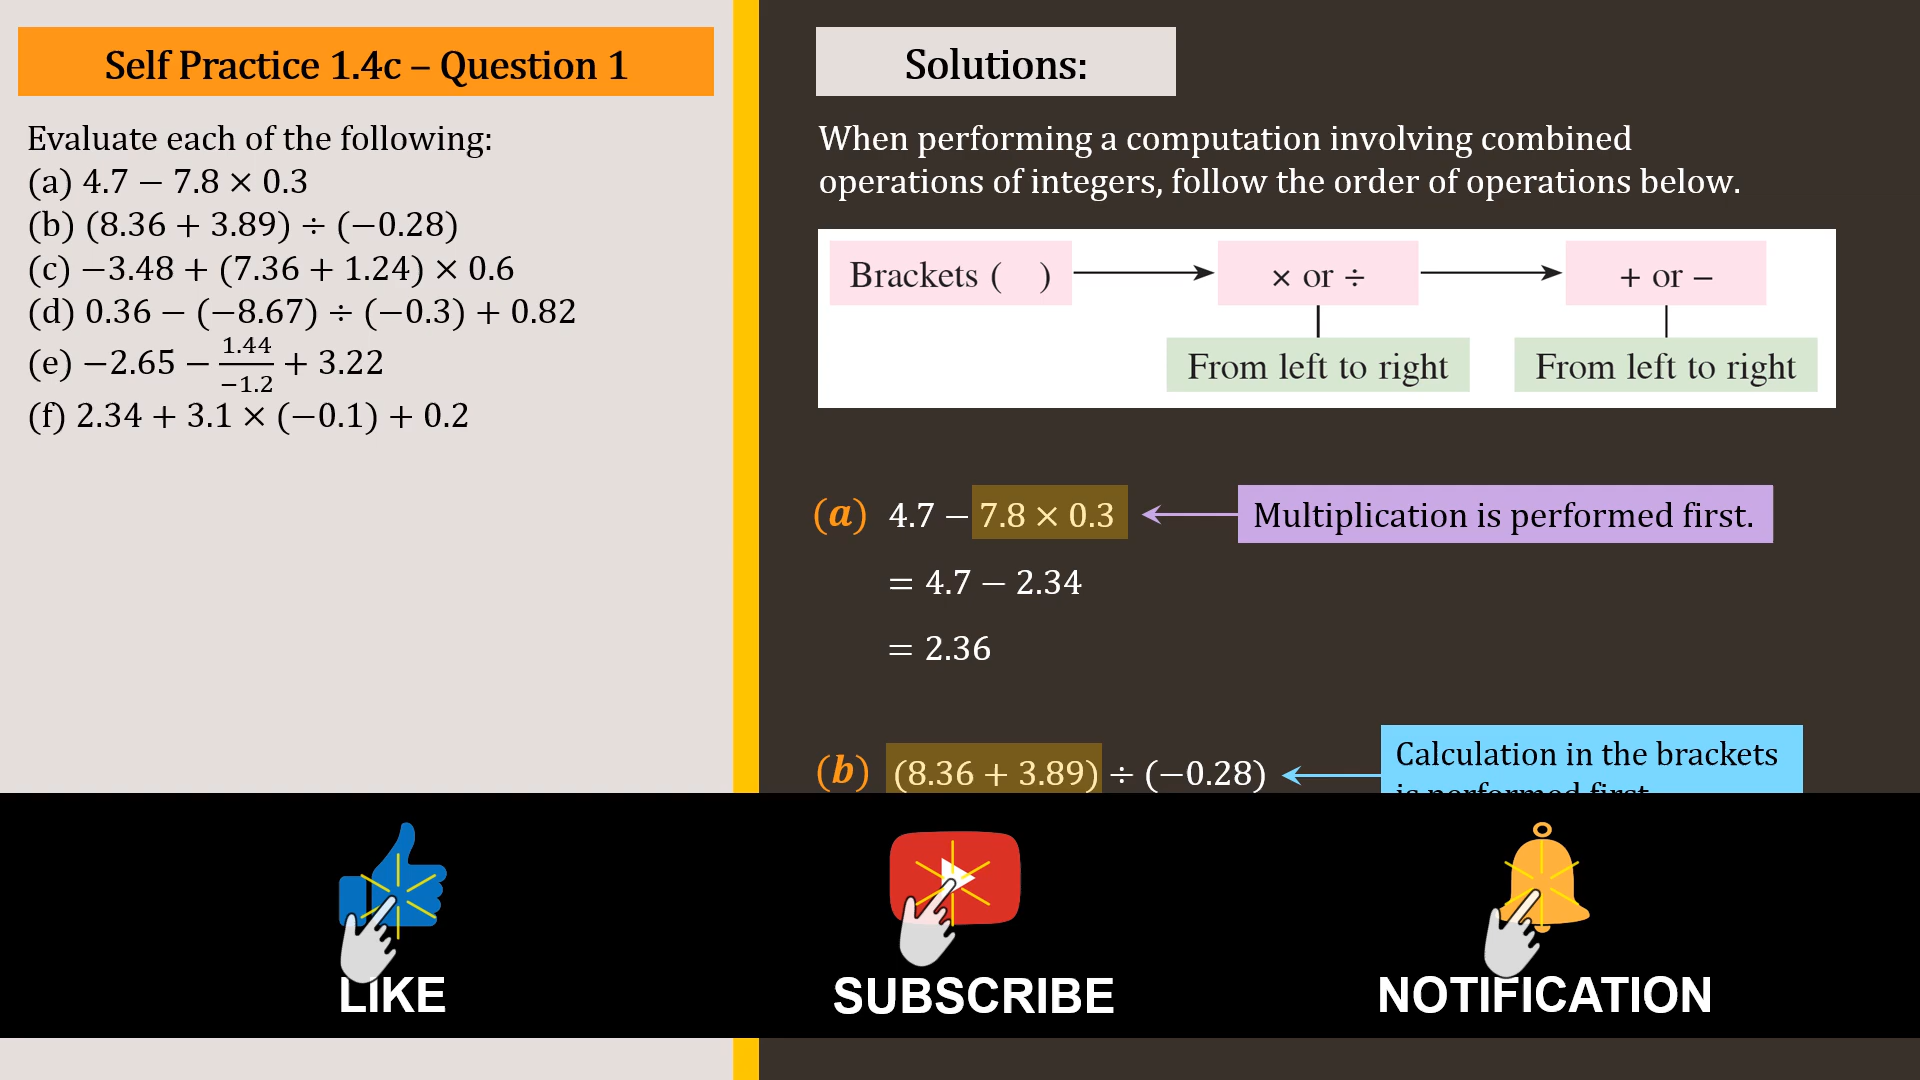 Self Practice 1.4c – Question 1
Evaluate each of the following:
(a) 4.7 − 7.8 × 0.3
(b) (8.36 + 3.89) ÷ (−0.28)
(c) −3.48 + (7.36 + 1.24) × 0.6
(d) 0.36 − (−8.67) ÷ (−0.3) + 0.82
(e) −2.65 − 1.44/−1.2 + 3.22
(f) 2.34 + 3.1 × (−0.1) + 0.2
Solutions:
When performing a computation involving combined
operations of integers, follow the order of operations below.
Brackets ( ) × or ÷ + or −
From left to right From left to right
(a) 4.7 − 7.8 × 0.3 Multiplication is performed first.
= 4.7 − 2.34
= 2.36
(b) (8.36 + 3.89) ÷ (−0.28) Calculation in the brackets
is performed first
LIKE SUBSCRIBE NOTIFICATION